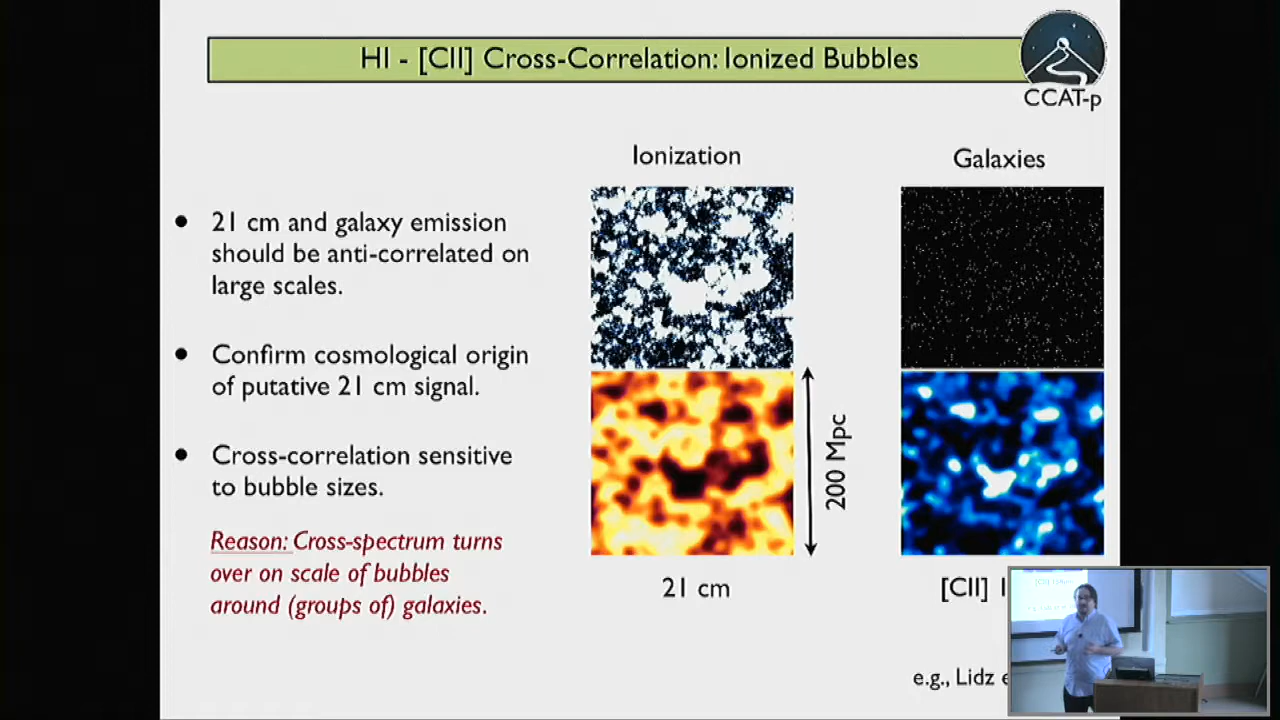 HI - [CII] Cross-Correlation: Ionized Bubbles
CCAT-p
Ionization
Galaxies
• 21 cm and galaxy emission
should be anti-correlated on
large scales.
• Confirm cosmological origin
of putative 21 cm signal.
• Cross-correlation sensitive
to bubble sizes.
Reason: Cross-spectrum turns
over on scale of bubbles
around (groups of) galaxies.
200 Mpc
21 cm
[CII]
e.g., Lidz